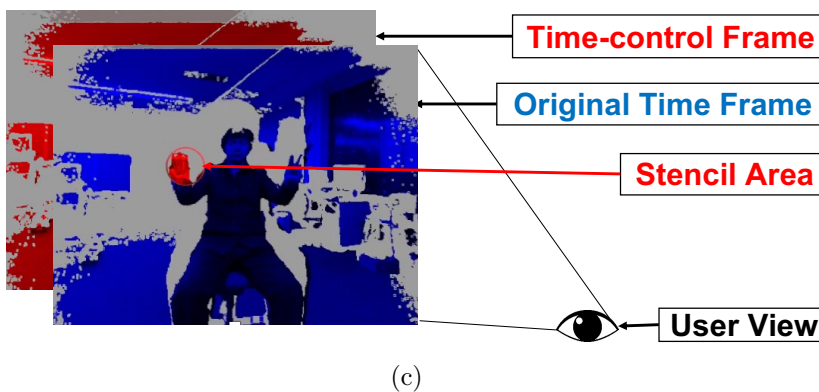 Time-control Frame
Original Time Frame
Stencil Area
User View
(c)